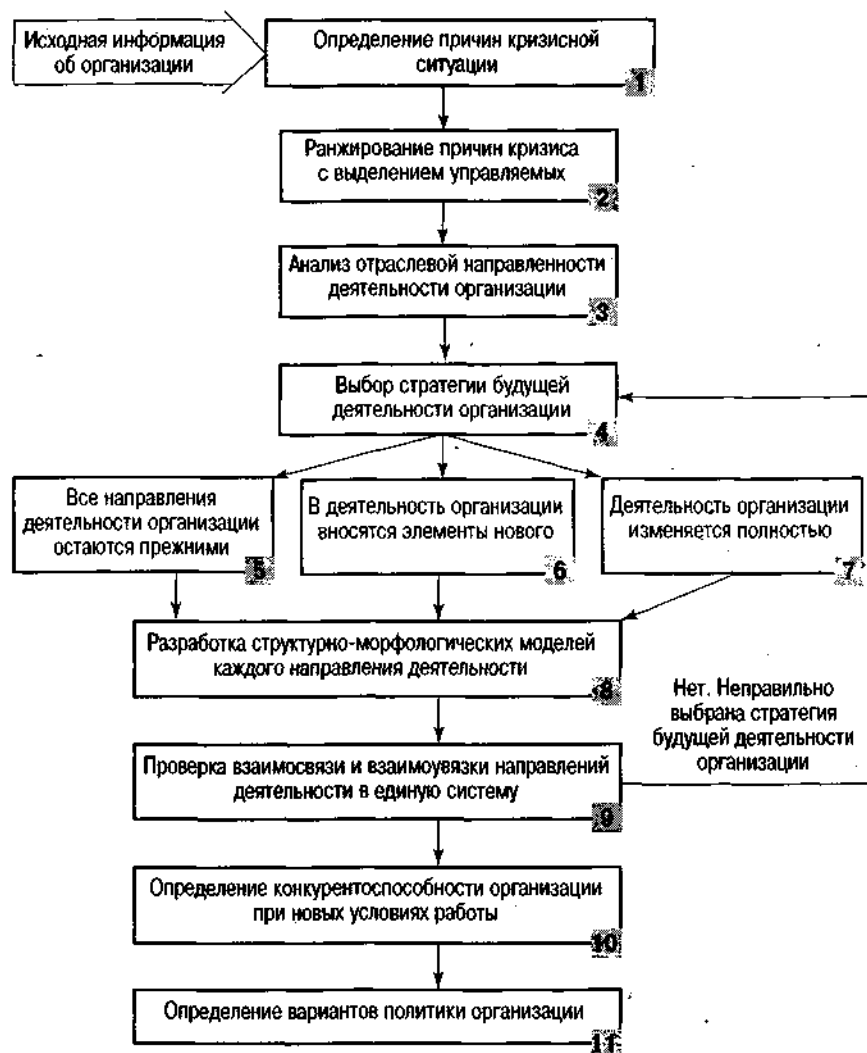 Исходная информация
об организации
Определение причин кризисной
ситуации
1
Ранжирование причин кризиса
с выделением управляемых
2
Анализ отраслевой направленности
деятельности организации
3
Выбор стратегии будущей
деятельности организации
4
Все направления
деятельности организации
остаются прежними
5
В деятельность организации
вносятся элементы нового
6
Деятельность организации
изменяется полностью
7
Разработка структурно-морфологических моделей
каждого направления деятельности
8
Нет. Неправильно
выбрана стратегия
будущей деятельности
организации
Проверка взаимосвязи и взаимоувязки направлений
деятельности в единую систему
9
Определение конкурентоспособности организации
при новых условиях работы
10
Определение вариантов политики организации
11